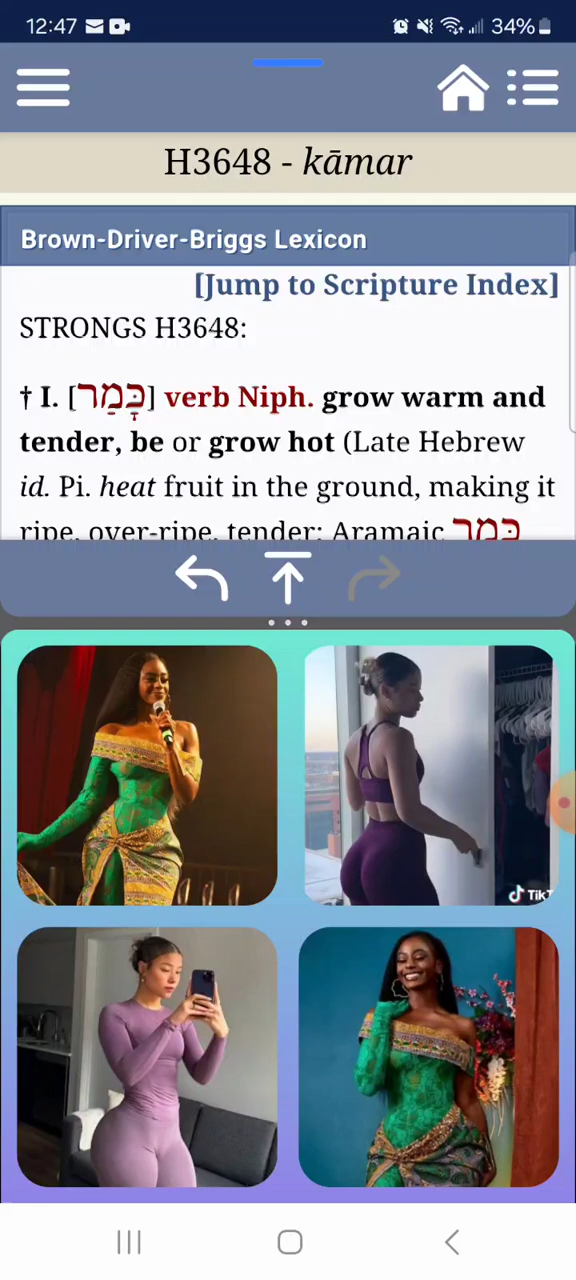 12:47 34%
H3648 - kāmar
Brown-Driver-Briggs Lexicon
[Jump to Scripture Index]
STRONGS H3648:
† I. [כָּמַר] verb Niph. grow warm and
tender, be or grow hot (Late Hebrew
id. Pi. heat fruit in the ground, making it
ripe, over-ripe, tender; Aramaic כּמר
TikT